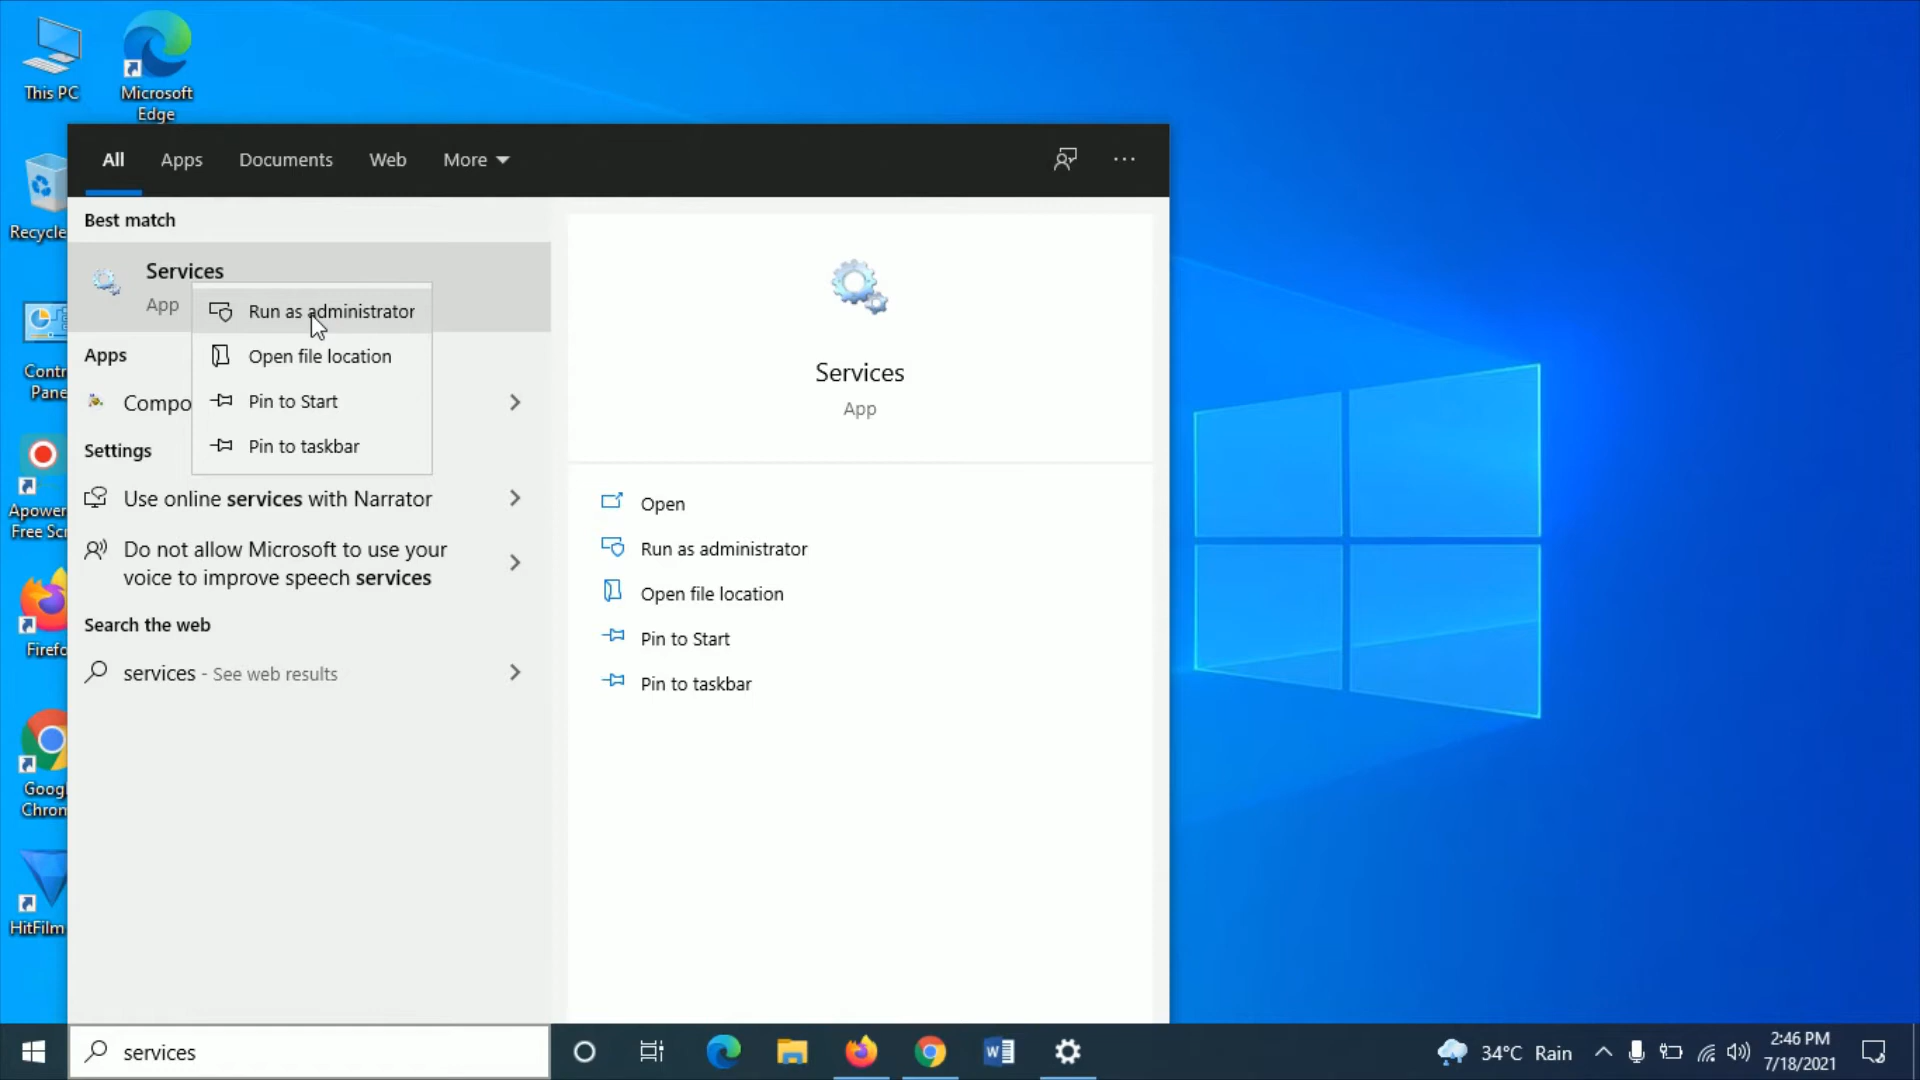 This PC
Microsoft
Edge
Recycle
Contr
Pane
Apower
Free Scr
Firefo
Googl
Chrom
HitFilm
All Apps Documents Web More
Best match
Services
App
Run as administrator
Open file location
Pin to Start
Pin to taskbar
Apps
Compo
Settings
Use online services with Narrator
Do not allow Microsoft to use your
voice to improve speech services
Search the web
services - See web results
Services
App
Open
Run as administrator
Open file location
Pin to Start
Pin to taskbar
services
34°C Rain
2:46 PM
7/18/2021